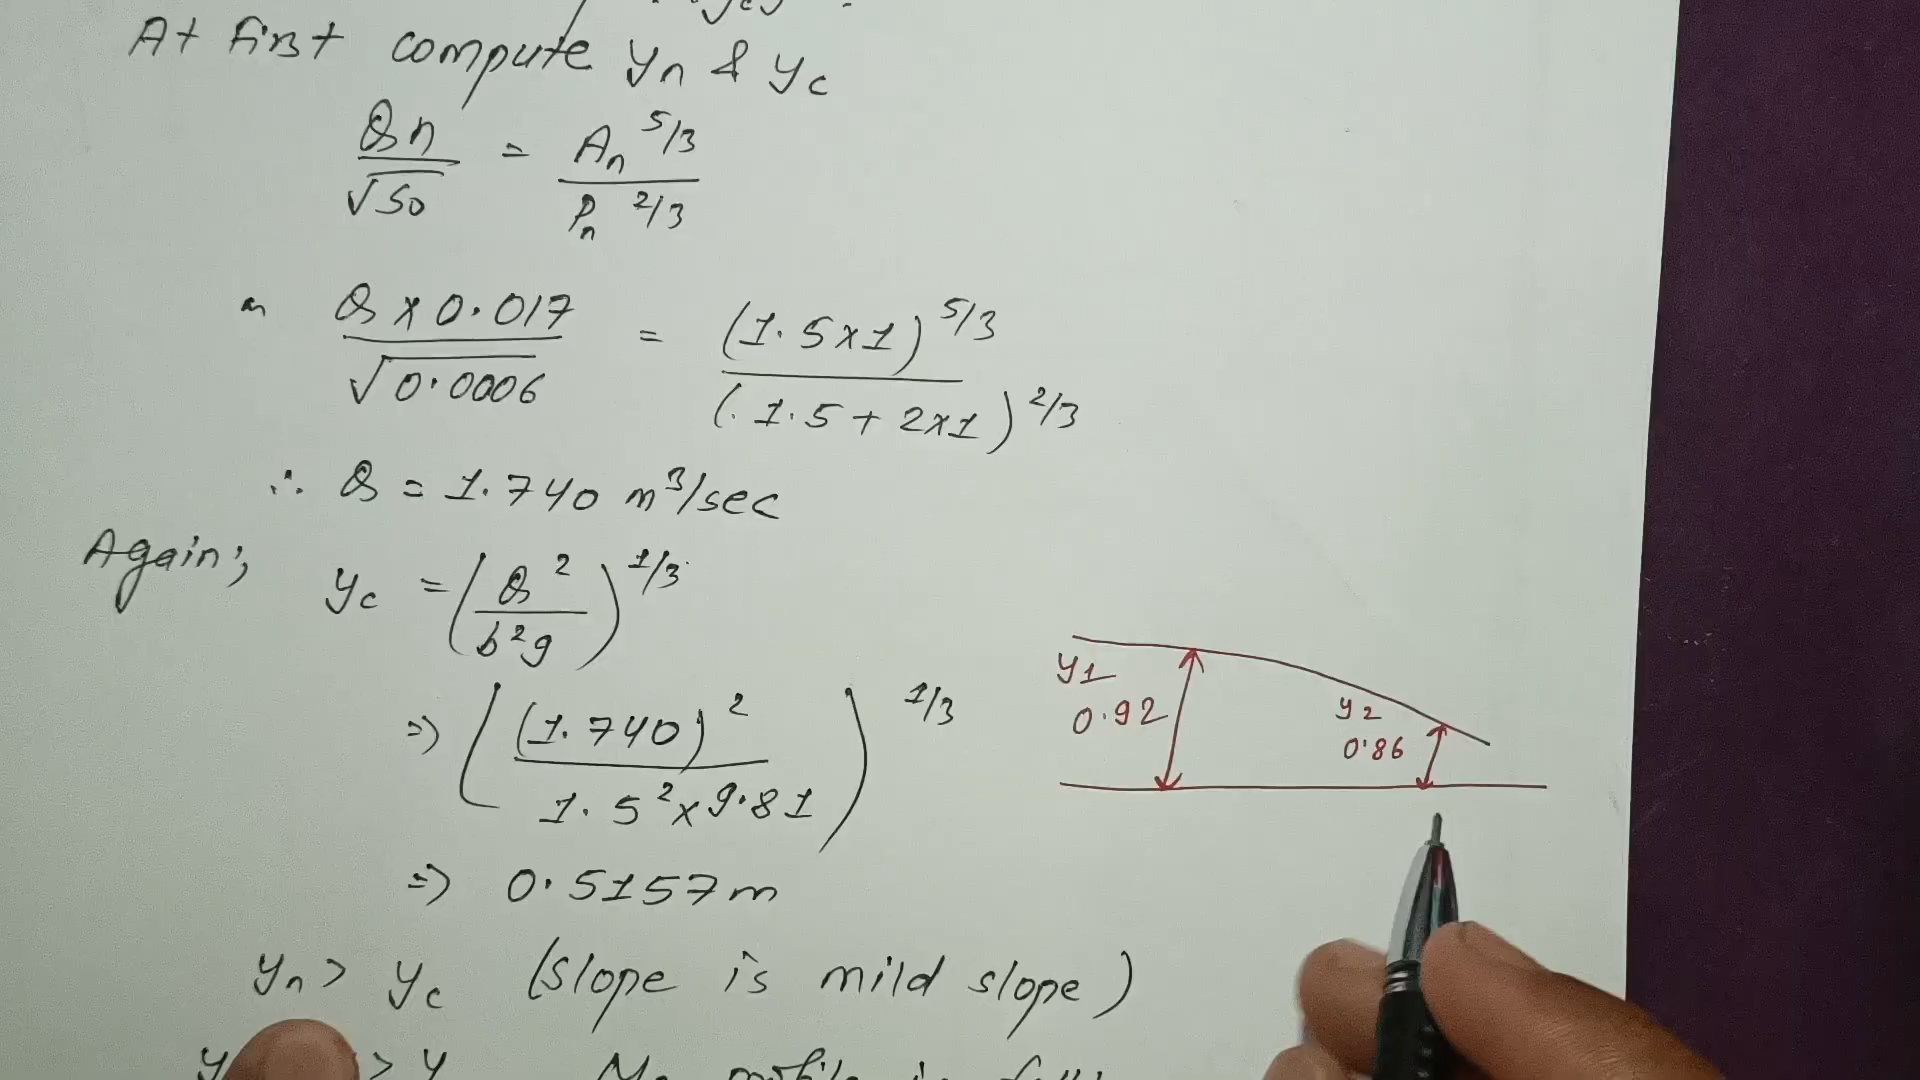 At first compute yn & yc
Qn/√S0 = An^5/3 / Pn^2/3
Q × 0.017/√0.0006 = (1.5×1)^5/3 / (1.5 + 2×1)^2/3
∴ Q = 1.740 m³/sec
Again; yc = (Q²/b²g)^1/3
⇒ ((1.740)²/1.5²×9.81)^1/3
⇒ 0.5157m
yn > yc (slope is mild slope)
y1
0.92
y2
0.86